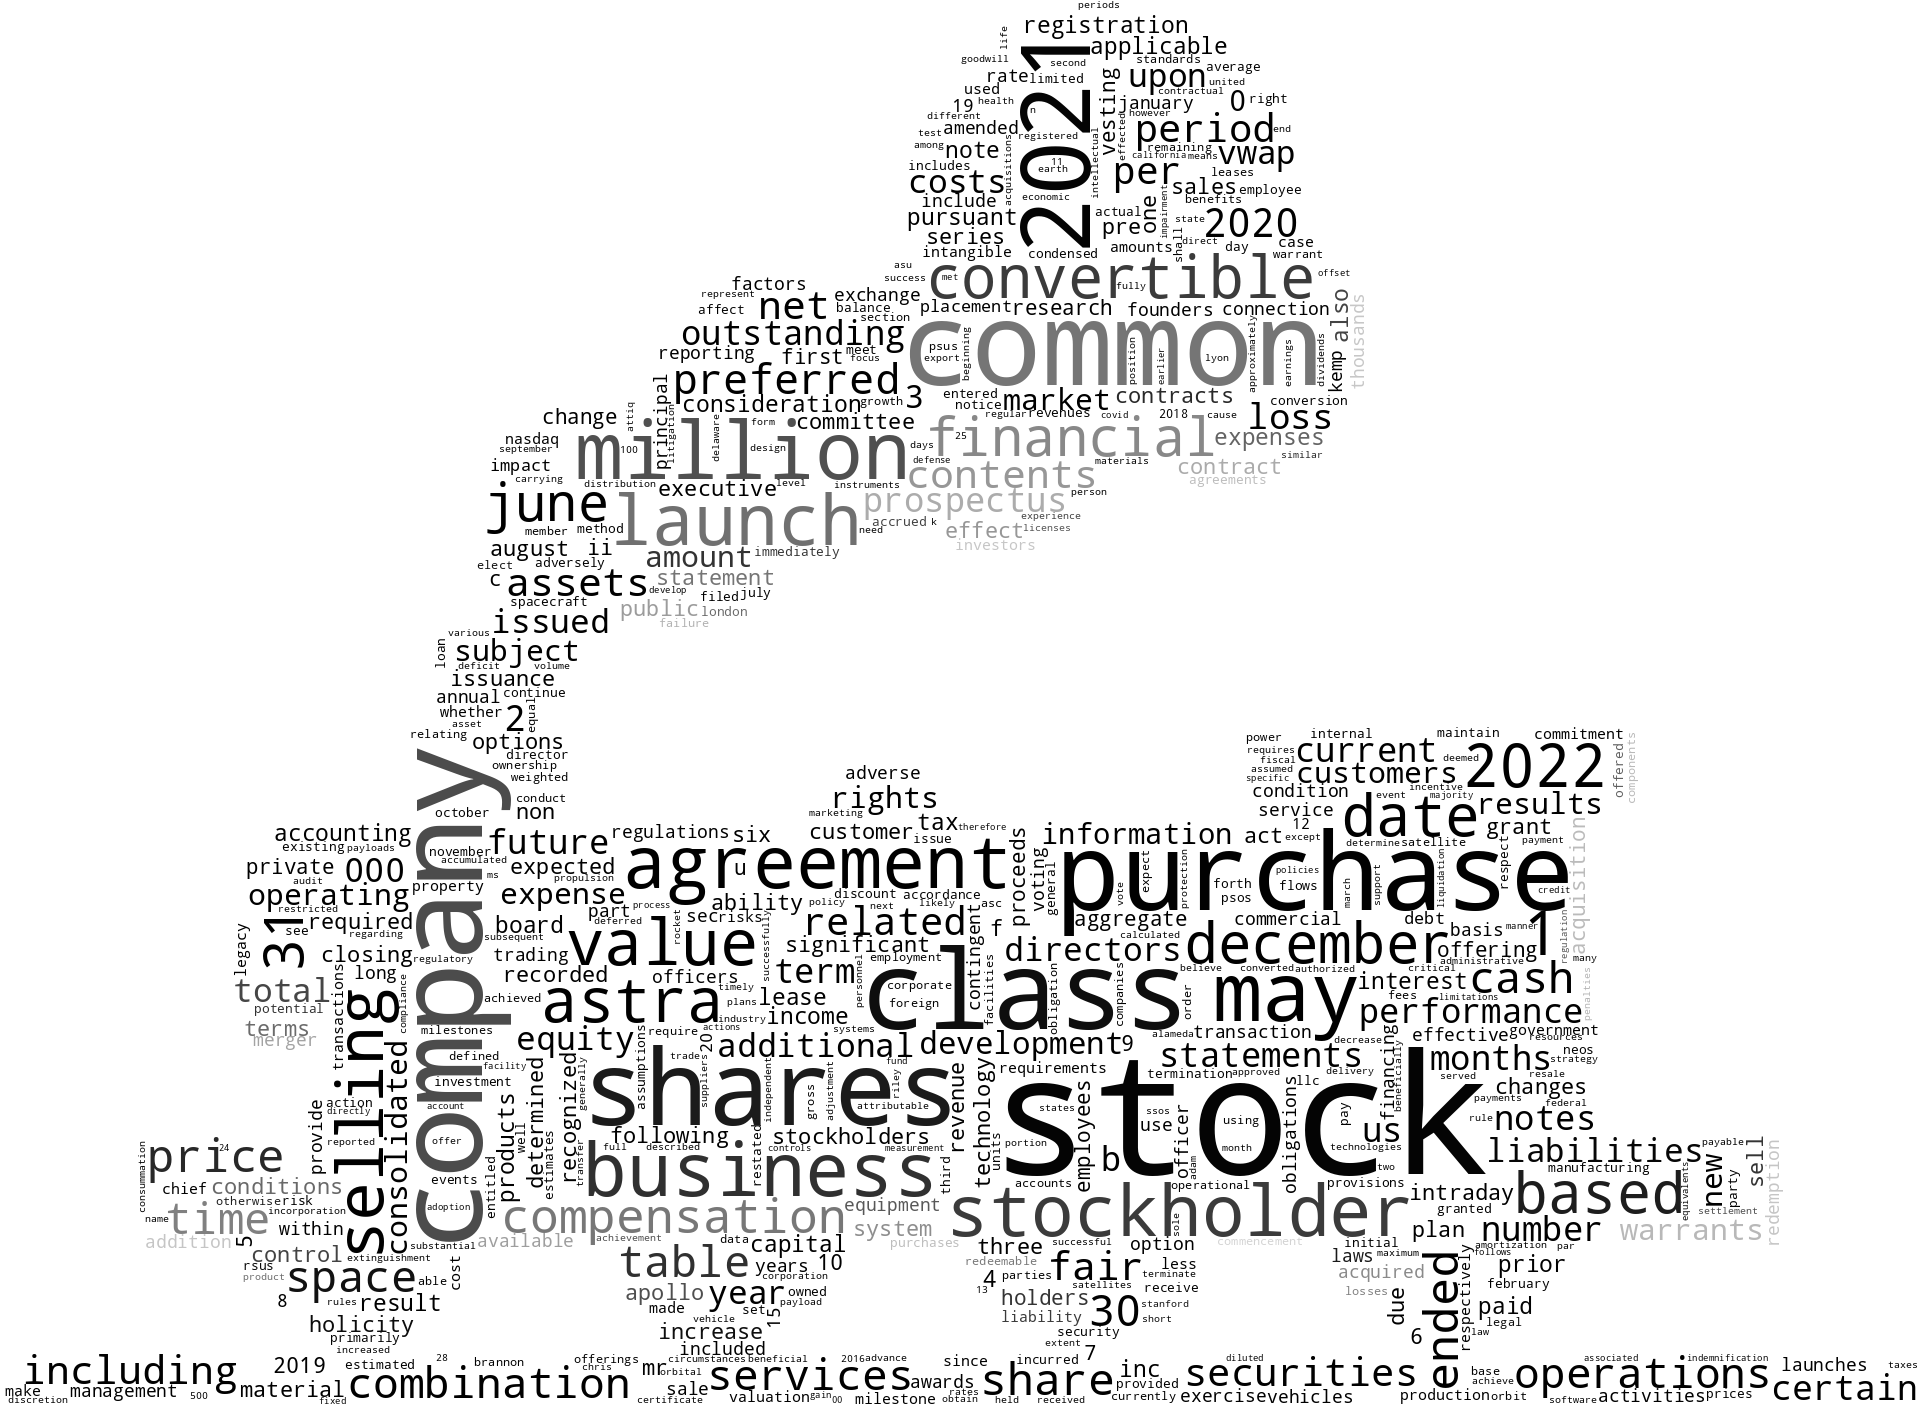 periods
registration
life
2021
applicable
goodwill second standards
rate limited upon average
used health contractual united
19 n vesting january 0 right
different however
test amended registered effected period end
among note acquisitions 11 intellectual remaining vwap
includes earth california means
costs per leases
include economic sales employee
pursuant actual one impairment benefits
series pre state 2020
intangible condensed amounts shall direct day case
asu warrant
success met convertible fully offset
factors
represent net exchange
affect balance placement research founders connection also thousands
section
outstanding common
reporting first meet focus psus export beginning position earlier lyon approximately earnings dividends kemp
preferred 3 entered market contracts
principal consideration growth notice conversion
change attiq litigation form committee regular revenues covid 2018 cause loss
nasdaq million delaware design days 25 financial expenses
september 100 defense similar
impact contents materials contract
carrying distribution level instruments agreements
june executive prospectus person
launch accrued k effect experience
member method need licenses
august ii immediately investors
elect adversely amount
c assets statement
develop filed july
spacecraft public london
issued failure
various
loan subject
deficit volume
issuance
annual continue
whether 2 equal
asset
relating options
director
ownership
weighted
company
conduct
october non
power internal maintain commitment
requires current deemed 2022 offered components
fiscal
assumed customers
specific
adverse condition event incentive majority
rights service date results
marketing
accounting future regulations six customer tax therefore information 12 act except grant
existing payloads november issue determine satellite payment
private 000 accumulated expected agreement proceeds voting purchase respect acquisition
audit ms propulsion u general expect protection policies
operating property expense process ability discount accordance vote forth flows march support liquidation credit
restricted part policy next likely asc psos
see required board deferred rocket sec risks related f aggregate commercial debt basis manner 1
legacy 31 regarding subsequent value successfully calculated regulation
closing regulatory trading significant contingent directors december offering many
long recorded officers term personnel employment believe converted authorized critical administrative
total transactions selling compliance achieved astra timely lease corporate class facilities obligation companies order may interest cash
potential plans foreign fees limitations penalties
terms milestones equity require industry income systems performance
merger actions alameda transaction effective government
defined facility assumptions 20 additional development 9 decrease resources
investment generally trade fund statements financing months neos strategy
action directly determined recognized suppliers independent shares adjustment riley requirements termination approved llc delivery beneficially served resale
provide consolidated account products well gross attributable revenue technology states stock changes
reported offer estimates following stockholders employees ssos use using pay us payments federal
price 24 transfer full described restated controls measurement units portion officer month obligations technologies rule notes
consummation chief conditions events entitled business third accounts b adam two liabilities payable sell
otherwise risk adoption operational provisions manufacturing new party
name time incorporation compensation equipment stockholder sole intraday based equivalents settlement redemption
addition within 5 available achievement system granted number warrants
control substantial data purchases successful commencement plan
extinguishment table capital three option initial amortization par
rsus space able cost years 10 redeemable fair less laws maximum follows prior
product corporation 4 parties terminate acquired february
8 rules result apollo year owned 13 satellites receive losses due ended respectively paid
holicity made set 15 payload holders 30 stanford legal
primarily vehicle liability short 6 law
increased increase security
included extent 7
including 2019 estimated 28 brannon offerings mr circumstances beneficial 2016 advance since incurred inc diluted base associated indemnification launches taxes
make management 500 material combination chris orbital services awards share provided securities achieve operations certain
discretion fixed certificate sale valuation gain 00 milestone obtain rates held received currently exercise vehicles production orbit software activities prices